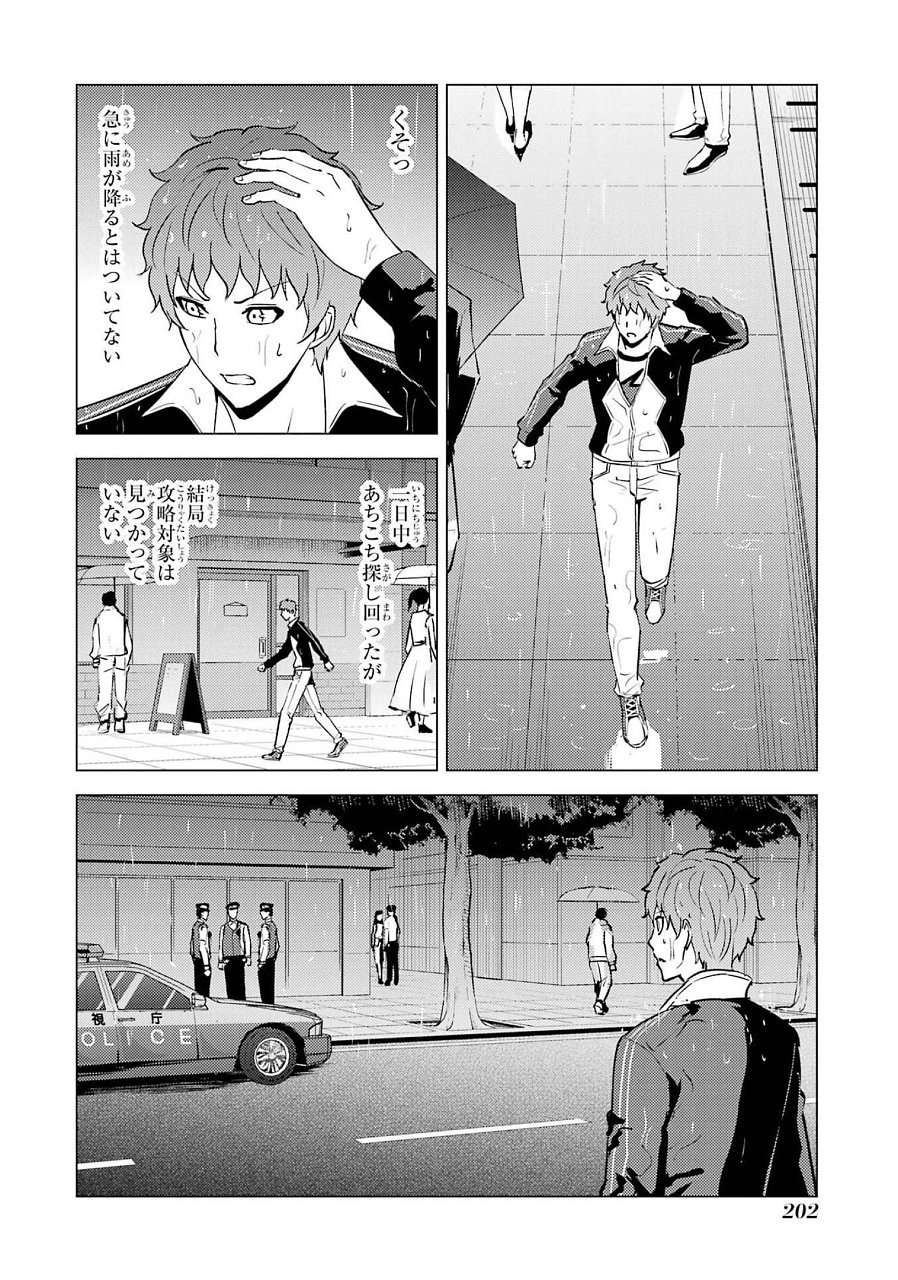 くそっ
急に雨が降るとはついてない
一日中
あちこち探し回ったが
結局
攻略対象は
見つかって
いない
視庁
OLICE
202